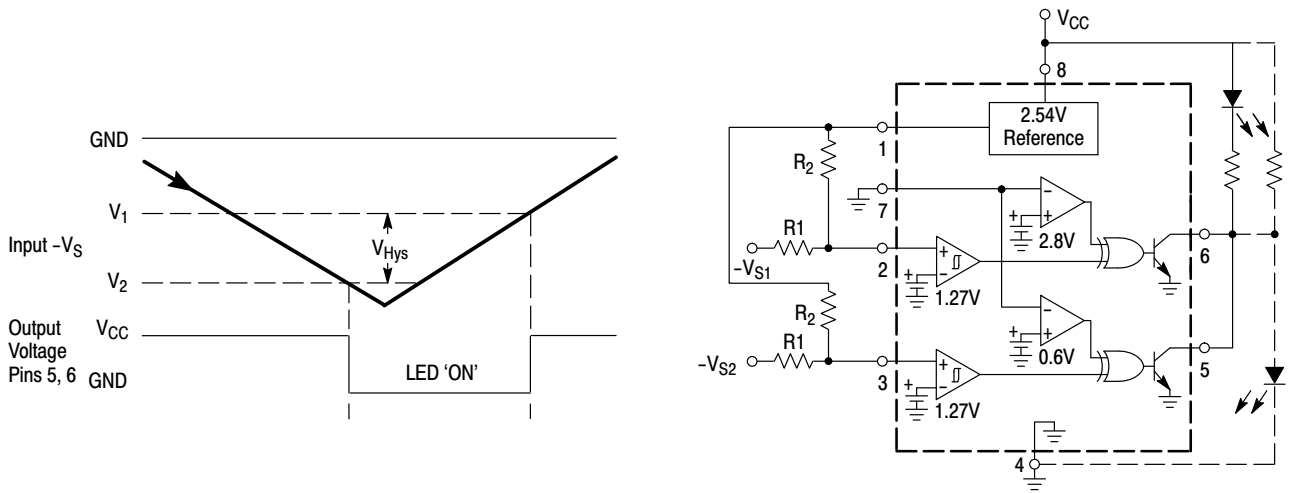 GND
V1
Input –VS
VHys
V2
Output
Voltage
Pins 5, 6
VCC
GND
LED 'ON'
VCC
8
2.54V
Reference
1
R2
7
2.8V
R1
–VS1
2
1.27V
6
R2
0.6V
R1
–VS2
3
1.27V
5
4